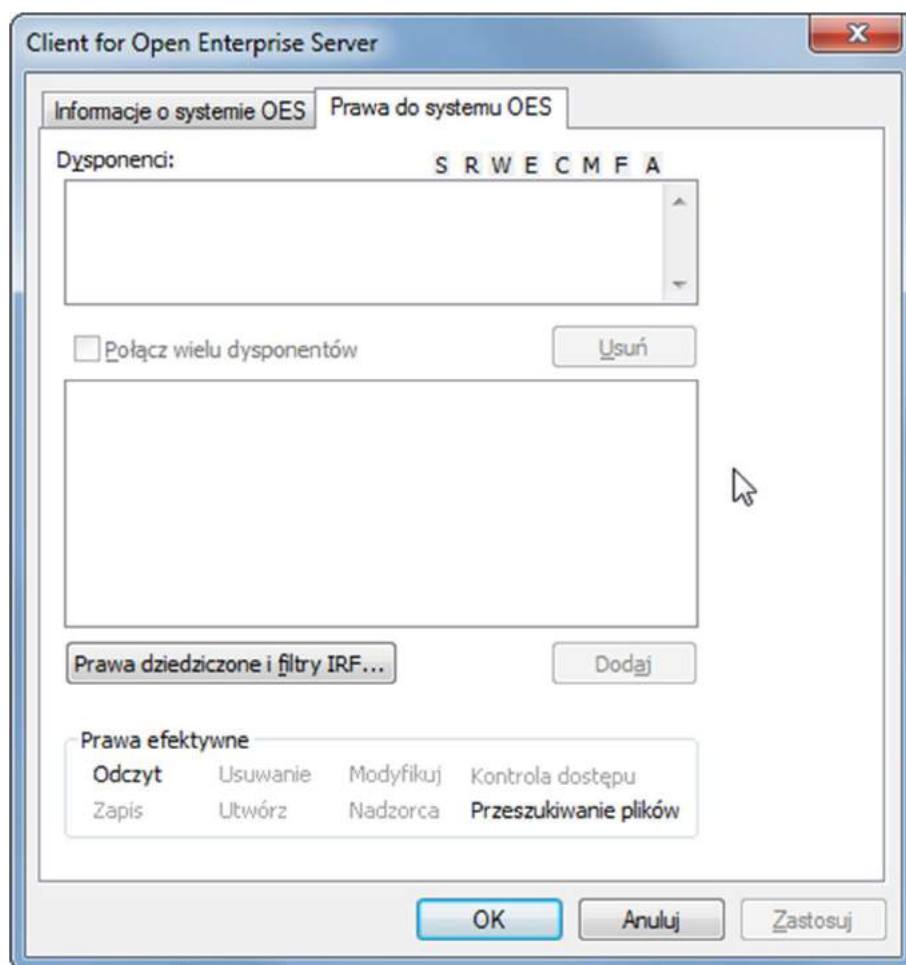 Client for Open Enterprise Server
Informacje o systemie OES Prawa do systemu OES
Dysponenci: S R W E C M F A
Połącz wielu dysponentów Usuń
Prawa dziedziczone i filtry IRF... Dodaj
Prawa efektywne
Odczyt Usuwanie Modyfikuj Kontrola dostępu
Zapis Utwórz Nadzorca Przeszukiwanie plików
OK Anuluj Zastosuj